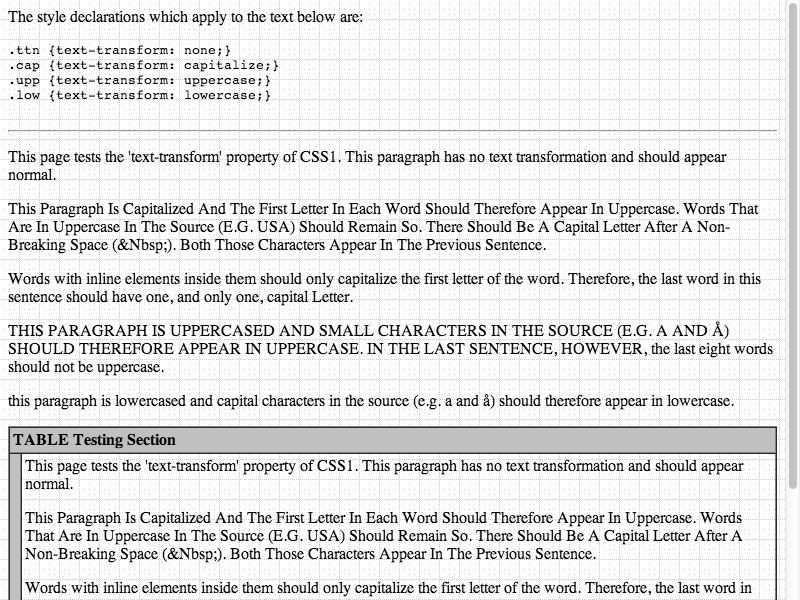 The style declarations which apply to the text below are:
.ttn {text-transform: none;}
.cap {text-transform: capitalize;}
.upp {text-transform: uppercase;}
.low {text-transform: lowercase;}
This page tests the 'text-transform' property of CSS1. This paragraph has no text transformation and should appear
normal.
This Paragraph Is Capitalized And The First Letter In Each Word Should Therefore Appear In Uppercase. Words That
Are In Uppercase In The Source (E.G. USA) Should Remain So. There Should Be A Capital Letter After A Non-
Breaking Space (&Nbsp;). Both Those Characters Appear In The Previous Sentence.
Words with inline elements inside them should only capitalize the first letter of the word. Therefore, the last word in this
sentence should have one, and only one, capital Letter.
THIS PARAGRAPH IS UPPERCASED AND SMALL CHARACTERS IN THE SOURCE (E.G. A AND Å)
SHOULD THEREFORE APPEAR IN UPPERCASE. IN THE LAST SENTENCE, HOWEVER, the last eight words
should not be uppercase.
this paragraph is lowercased and capital characters in the source (e.g. a and å) should therefore appear in lowercase.
TABLE Testing Section
This page tests the 'text-transform' property of CSS1. This paragraph has no text transformation and should appear
normal.
This Paragraph Is Capitalized And The First Letter In Each Word Should Therefore Appear In Uppercase. Words
That Are In Uppercase In The Source (E.G. USA) Should Remain So. There Should Be A Capital Letter After A
Non-Breaking Space (&Nbsp;). Both Those Characters Appear In The Previous Sentence.
Words with inline elements inside them should only capitalize the first letter of the word. Therefore, the last word in